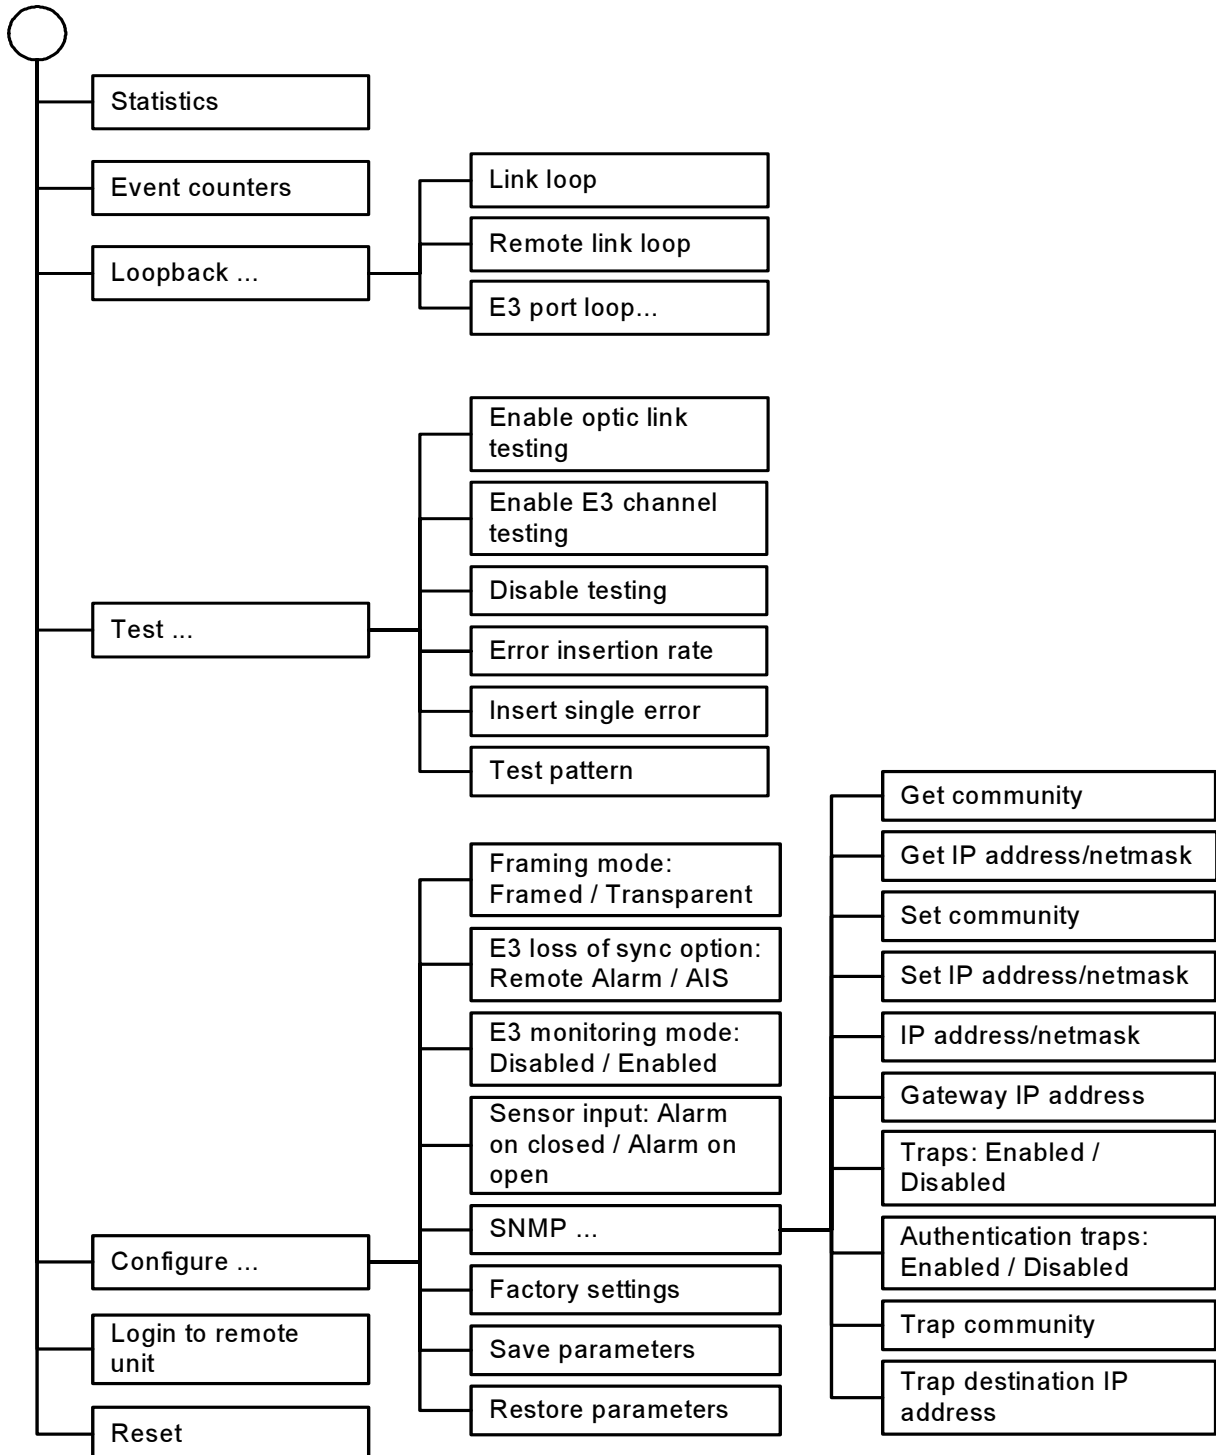 Statistics
Event counters
Loopback ...
Link loop
Remote link loop
E3 port loop...
Test ...
Enable optic link
testing
Enable E3 channel
testing
Disable testing
Error insertion rate
Insert single error
Test pattern
Configure ...
Framing mode:
Framed / Transparent
E3 loss of sync option:
Remote Alarm / AIS
E3 monitoring mode:
Disabled / Enabled
Sensor input: Alarm
on closed / Alarm on
open
SNMP ...
Get community
Get IP address/netmask
Set community
Set IP address/netmask
IP address/netmask
Gateway IP address
Traps: Enabled /
Disabled
Authentication traps:
Enabled / Disabled
Trap community
Trap destination IP
address
Factory settings
Save parameters
Restore parameters
Login to remote
unit
Reset